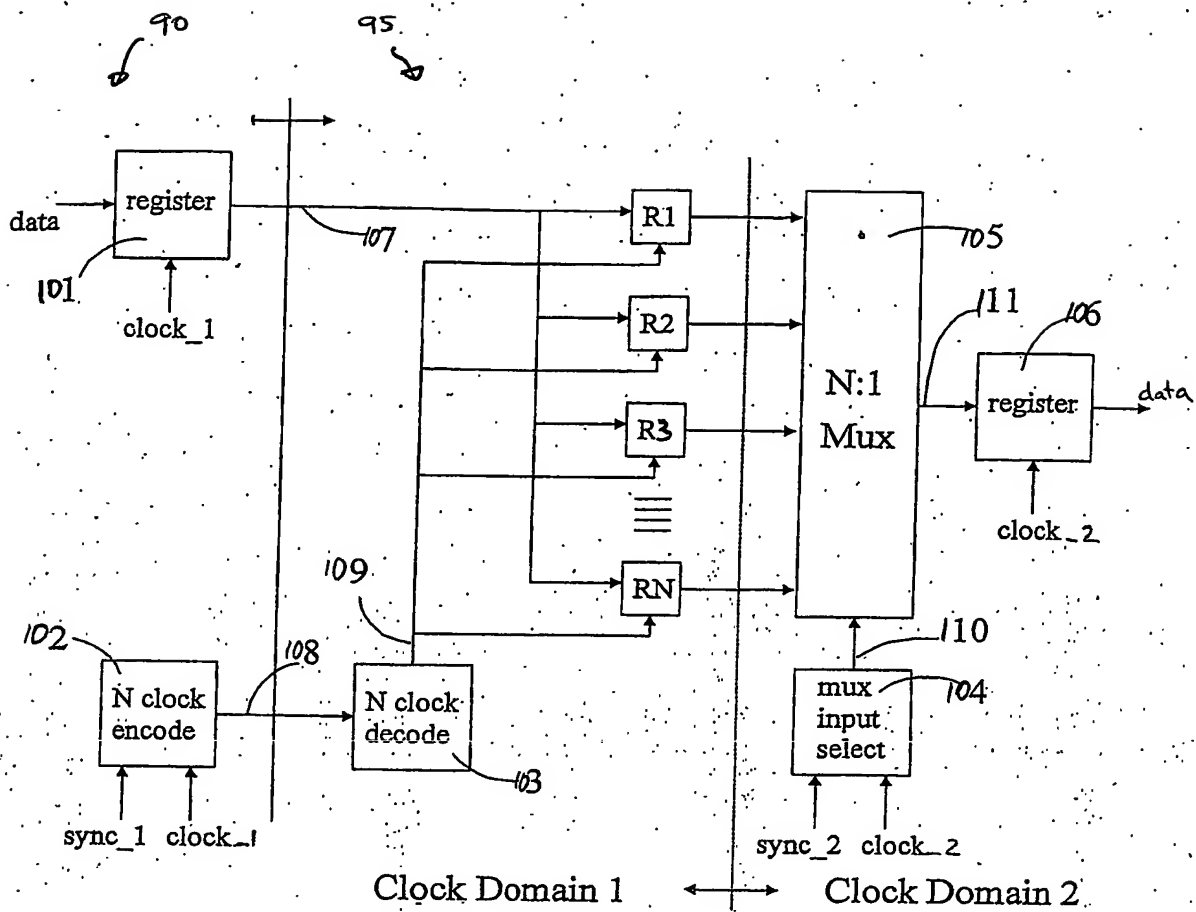 90
95
register
data
101
clock_1
107
R1
R2
R3
RN
105
N:1
Mux
111
106
register
data
clock_2
109
102
N clock
encode
108
N clock
decode
103
sync_1
clock_1
110
104
mux
input
select
sync_2
clock_2
Clock Domain 1
Clock Domain 2